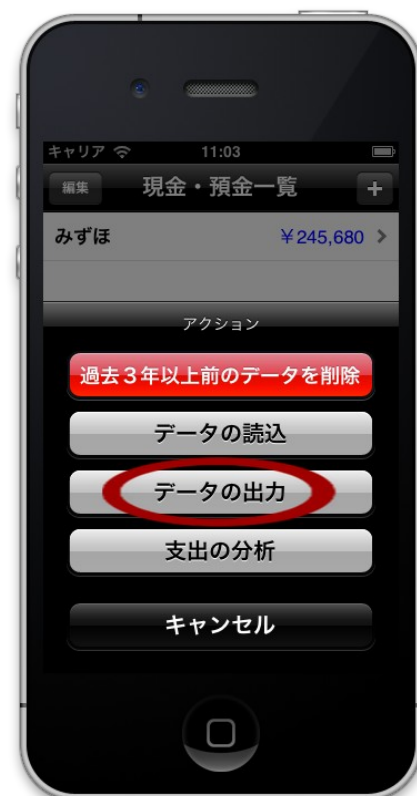 キャリア 11:03
編集 現金・預金一覧 +
みずほ ¥245,680 >
アクション
過去3年以上前のデータを削除
データの読込
データの出力
支出の分析
キャンセル